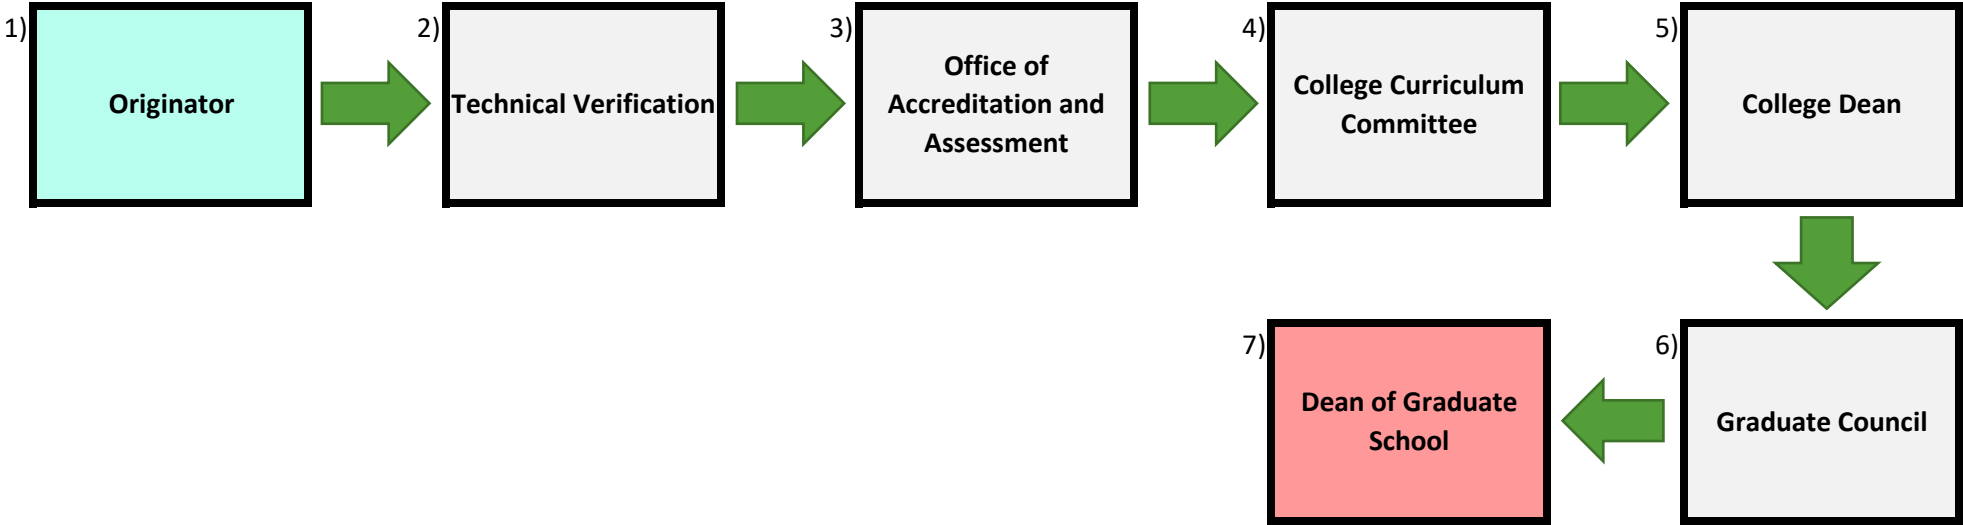 1)
Originator
2)
Technical Verification
3)
Office of
Accreditation and
Assessment
4)
College Curriculum
Committee
5)
College Dean
6)
Graduate Council
7)
Dean of Graduate
School